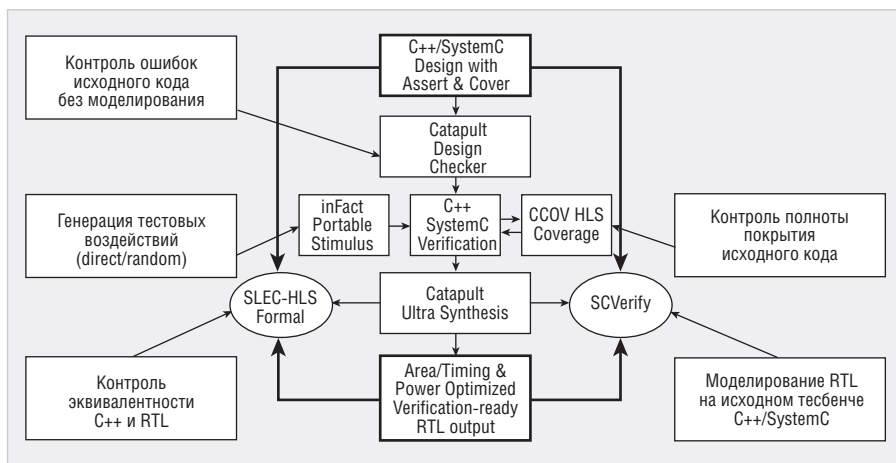 Контроль ошибок
исходного кода
без моделирования
C++/SystemC
Design with
Assert & Cover
Catapult
Design
Checker
Генерация тестовых
воздействий
(direct/random)
inFact
Portable
Stimulus
C++
SystemC
Verification
CCOV HLS
Coverage
Контроль полноты
покрытия
исходного кода
SLEC-HLS
Formal
Catapult
Ultra Synthesis
SCVerify
Контроль
эквивалентности
C++ и RTL
Area/Timing &
Power Optimized
Verification-ready
RTL output
Моделирование RTL
на исходном тесбенче
C++/SystemC